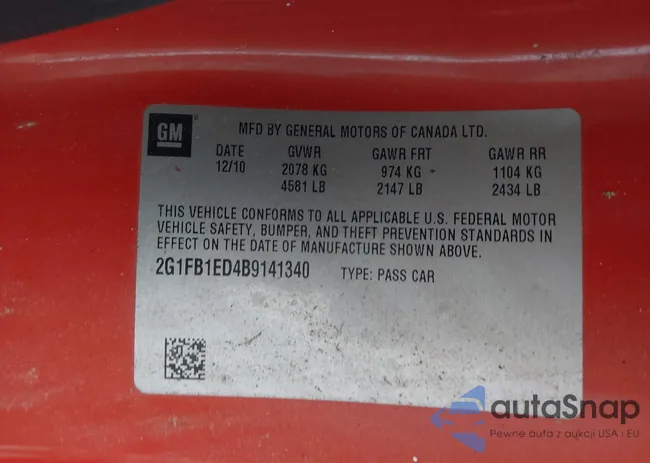 GM
®
MFD BY GENERAL MOTORS OF CANADA LTD.
DATE GVWR GAWR FRT GAWR RR
12/10 2078 KG 974 KG 1104 KG
4581 LB 2147 LB 2434 LB
THIS VEHICLE CONFORMS TO ALL APPLICABLE U.S. FEDERAL MOTOR
VEHICLE SAFETY, BUMPER, AND THEFT PREVENTION STANDARDS IN
EFFECT ON THE DATE OF MANUFACTURE SHOWN ABOVE.
2G1FB1ED4B9141340 TYPE: PASS CAR
autaSnap
Pewne auta z aukcji USA i EU